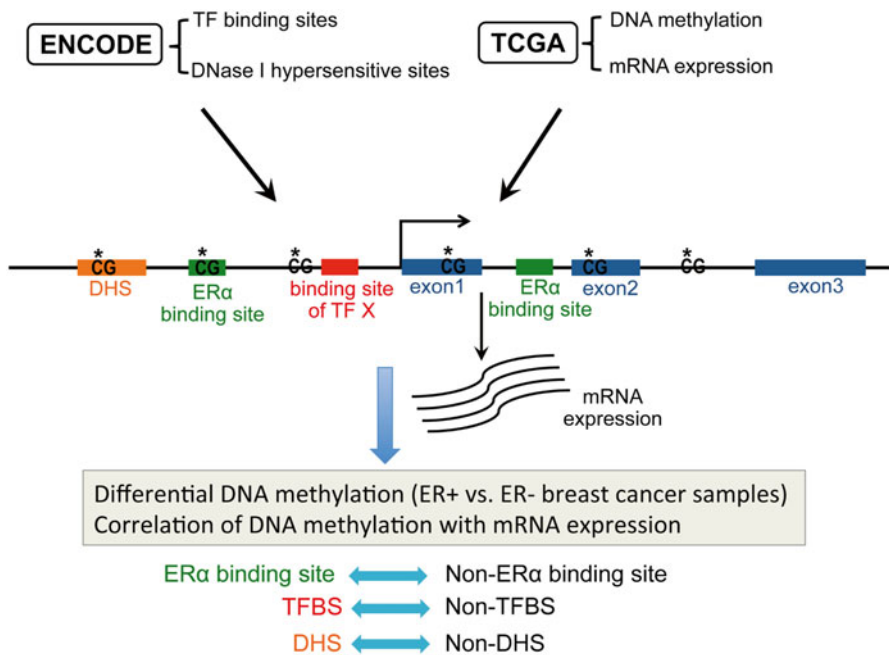 ENCODE
TF binding sites
DNase I hypersensitive sites
TCGA
DNA methylation
mRNA expression
* * * * * *
CG CG CG CG CG CG
DHS
ERα
binding site
binding site
of TF X
exon1
ERα
binding site
exon2
exon3
mRNA
expression
Differential DNA methylation (ER+ vs. ER- breast cancer samples)
Correlation of DNA methylation with mRNA expression
ERα binding site Non-ERα binding site
TFBS Non-TFBS
DHS Non-DHS